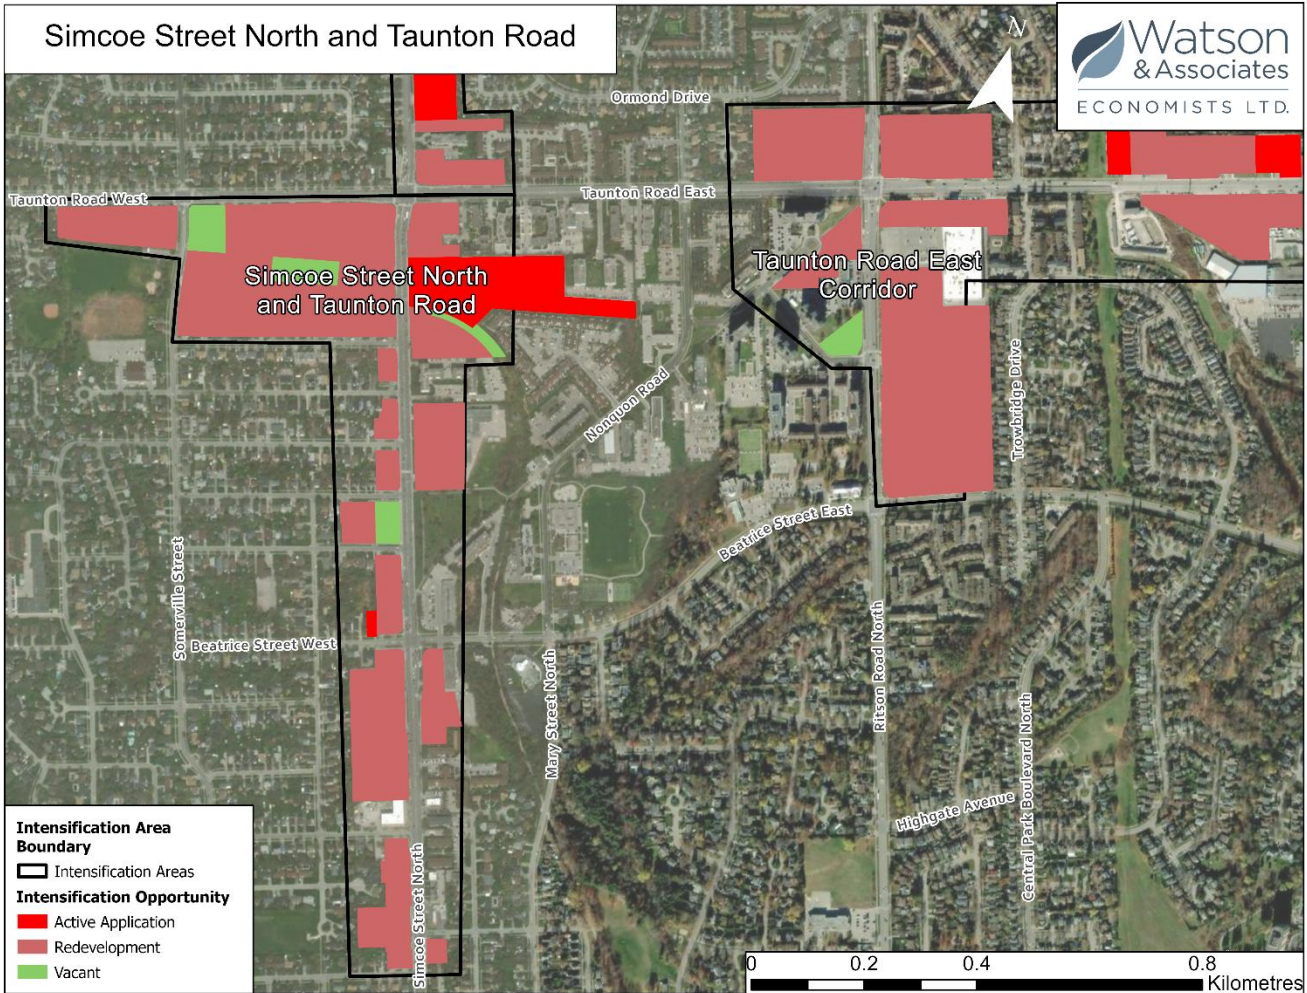 Simcoe Street North and Taunton Road
N
Watson
& Associates
ECONOMISTS LTD.
Ormond Drive
Taunton Road West
Taunton Road East
Simcoe Street North
and Taunton Road
Taunton Road East
Corridor
Nonquon Road
Trowbridge Drive
Beatrice Street East
Somerville Street
Beatrice Street West
Mary Street North
Ritson Road North
Central Park Boulevard North
Highgate Avenue
Simcoe Street North
Intensification Area
Boundary
Intensification Areas
Intensification Opportunity
Active Application
Redevelopment
Vacant
0 0.2 0.4 0.8
Kilometres